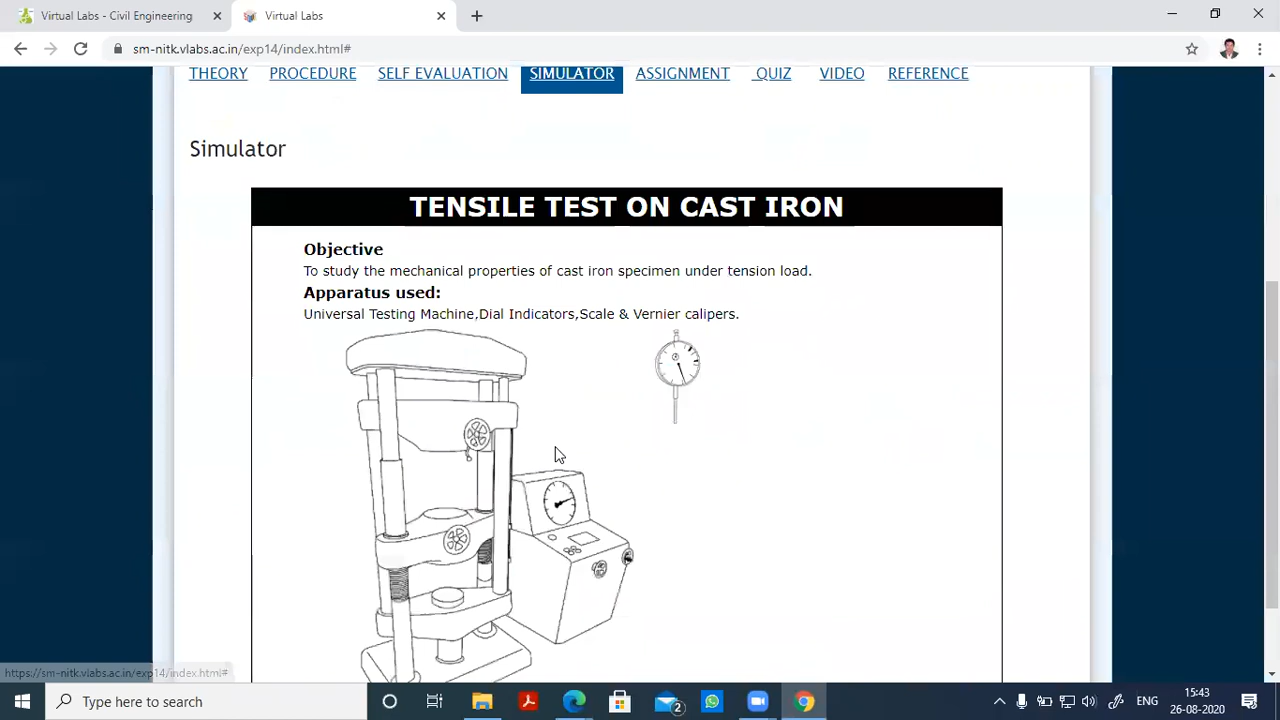 Virtual Labs - Civil Engineering
Virtual Labs
sm-nitk.vlabs.ac.in/exp14/index.html#
THEORY PROCEDURE SELF EVALUATION SIMULATOR ASSIGNMENT QUIZ VIDEO REFERENCE
Simulator
TENSILE TEST ON CAST IRON
Objective
To study the mechanical properties of cast iron specimen under tension load.
Apparatus used:
Universal Testing Machine,Dial Indicators,Scale & Vernier calipers.
https://sm-nitk.vlabs.ac.in/exp14/index.html#
Type here to search
2
ENG
15:43
26-08-2020